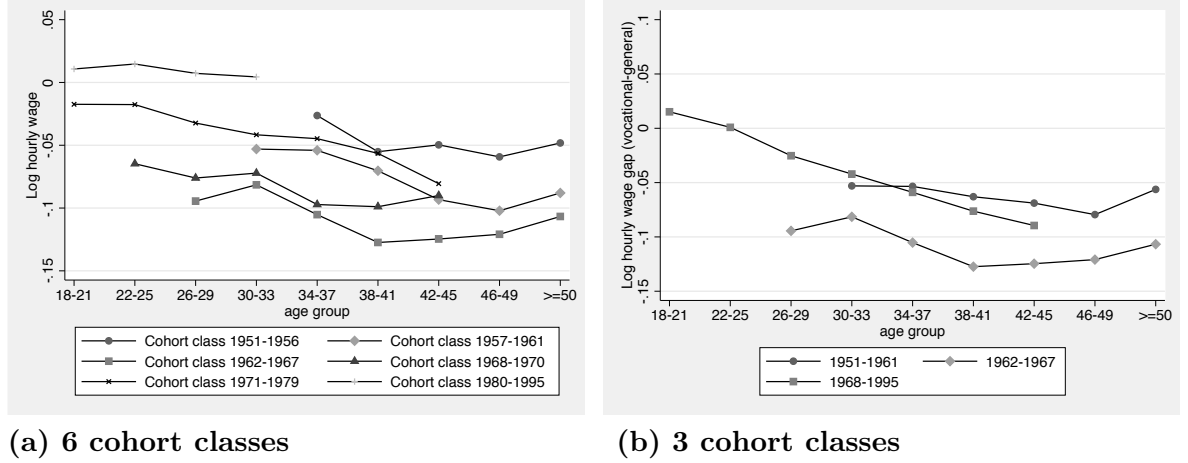 .05
0
-.05
-.1
-.15
Log hourly wage
18-21 22-25 26-29 30-33 34-37 38-41 42-45 46-49 >=50
age group
Cohort class 1951-1956 Cohort class 1957-1961
Cohort class 1962-1967 Cohort class 1968-1970
Cohort class 1971-1979 Cohort class 1980-1995
(a) 6 cohort classes
.1
.05
0
-.05
-.1
-.15
Log hourly wage gap (vocational-general)
18-21 22-25 26-29 30-33 34-37 38-41 42-45 46-49 >=50
age group
1951-1961 1962-1967
1968-1995
(b) 3 cohort classes